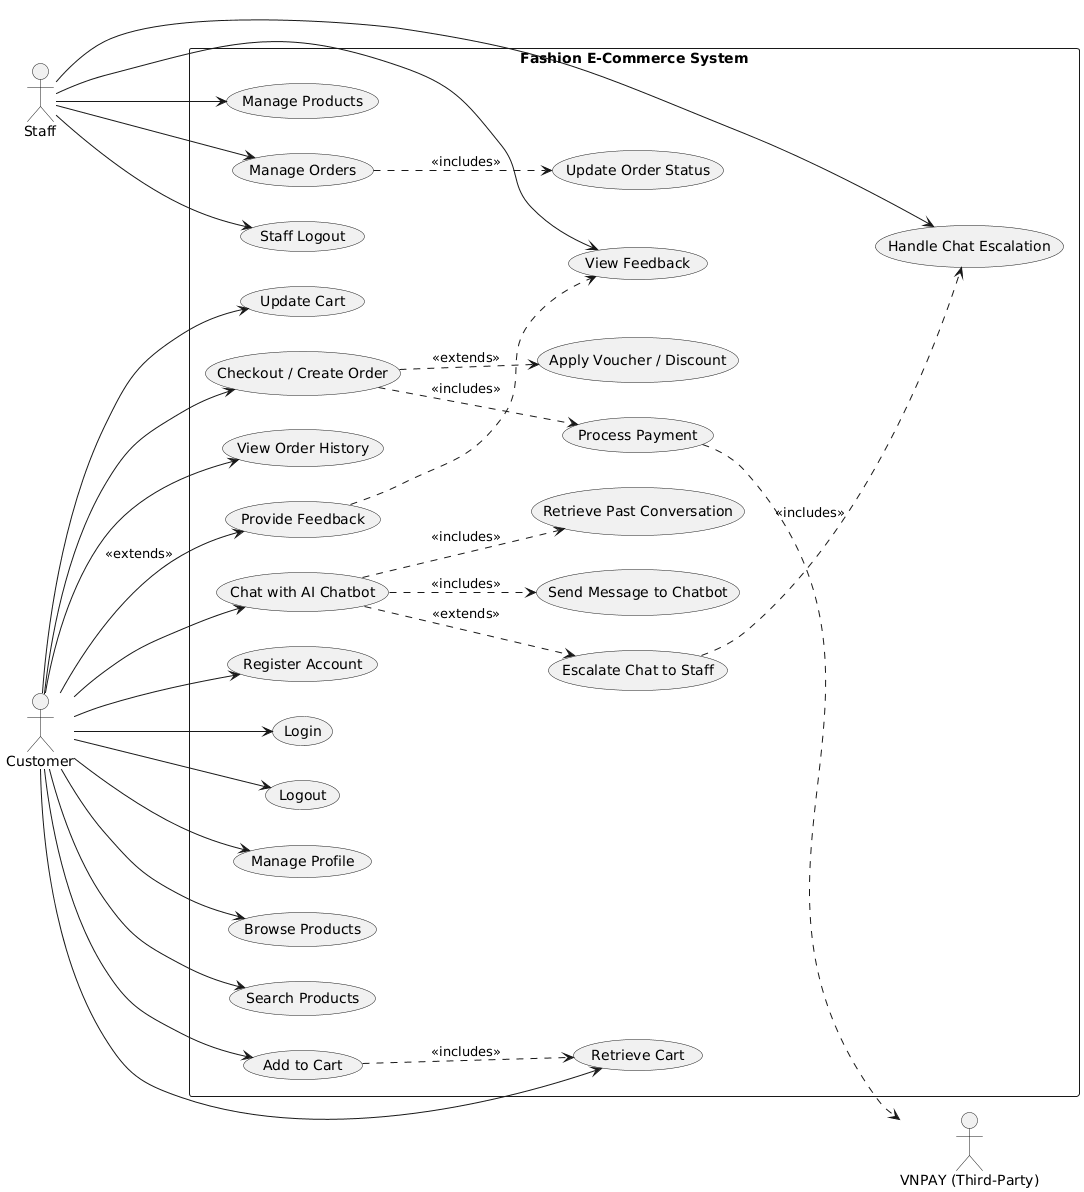 Fashion E-Commerce System
Staff
Manage Products
Manage Orders
«includes»
Update Order Status
Staff Logout
View Feedback
Handle Chat Escalation
Update Cart
Checkout / Create Order
«extends»
Apply Voucher / Discount
«includes»
Process Payment
View Order History
Provide Feedback
«extends»
Retrieve Past Conversation
«includes»
«includes»
Chat with AI Chatbot
«includes»
Send Message to Chatbot
«extends»
Escalate Chat to Staff
Register Account
Customer
Login
Logout
Manage Profile
Browse Products
Search Products
Add to Cart
«includes»
Retrieve Cart
VNPAY (Third-Party)